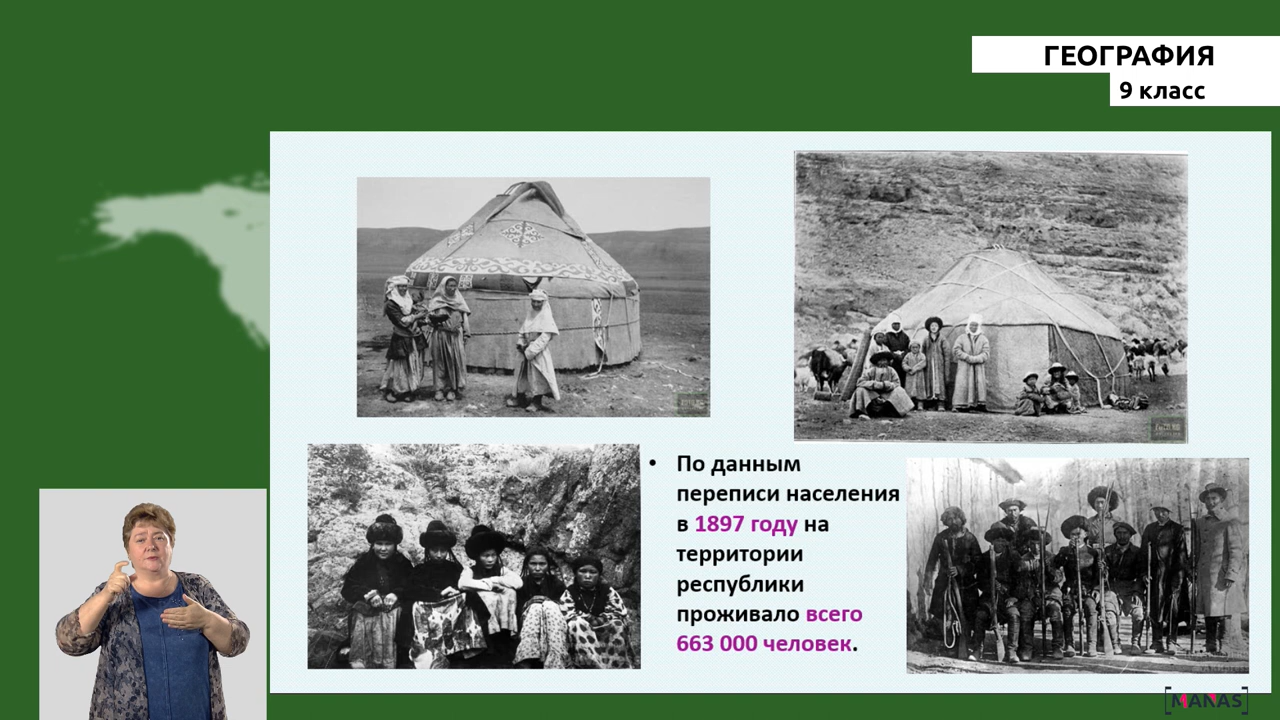 ГЕОГРАФИЯ
9 класс
• По данным
переписи населения
в 1897 году на
территории
республики
проживало всего
663 000 человек.
[MANAS]